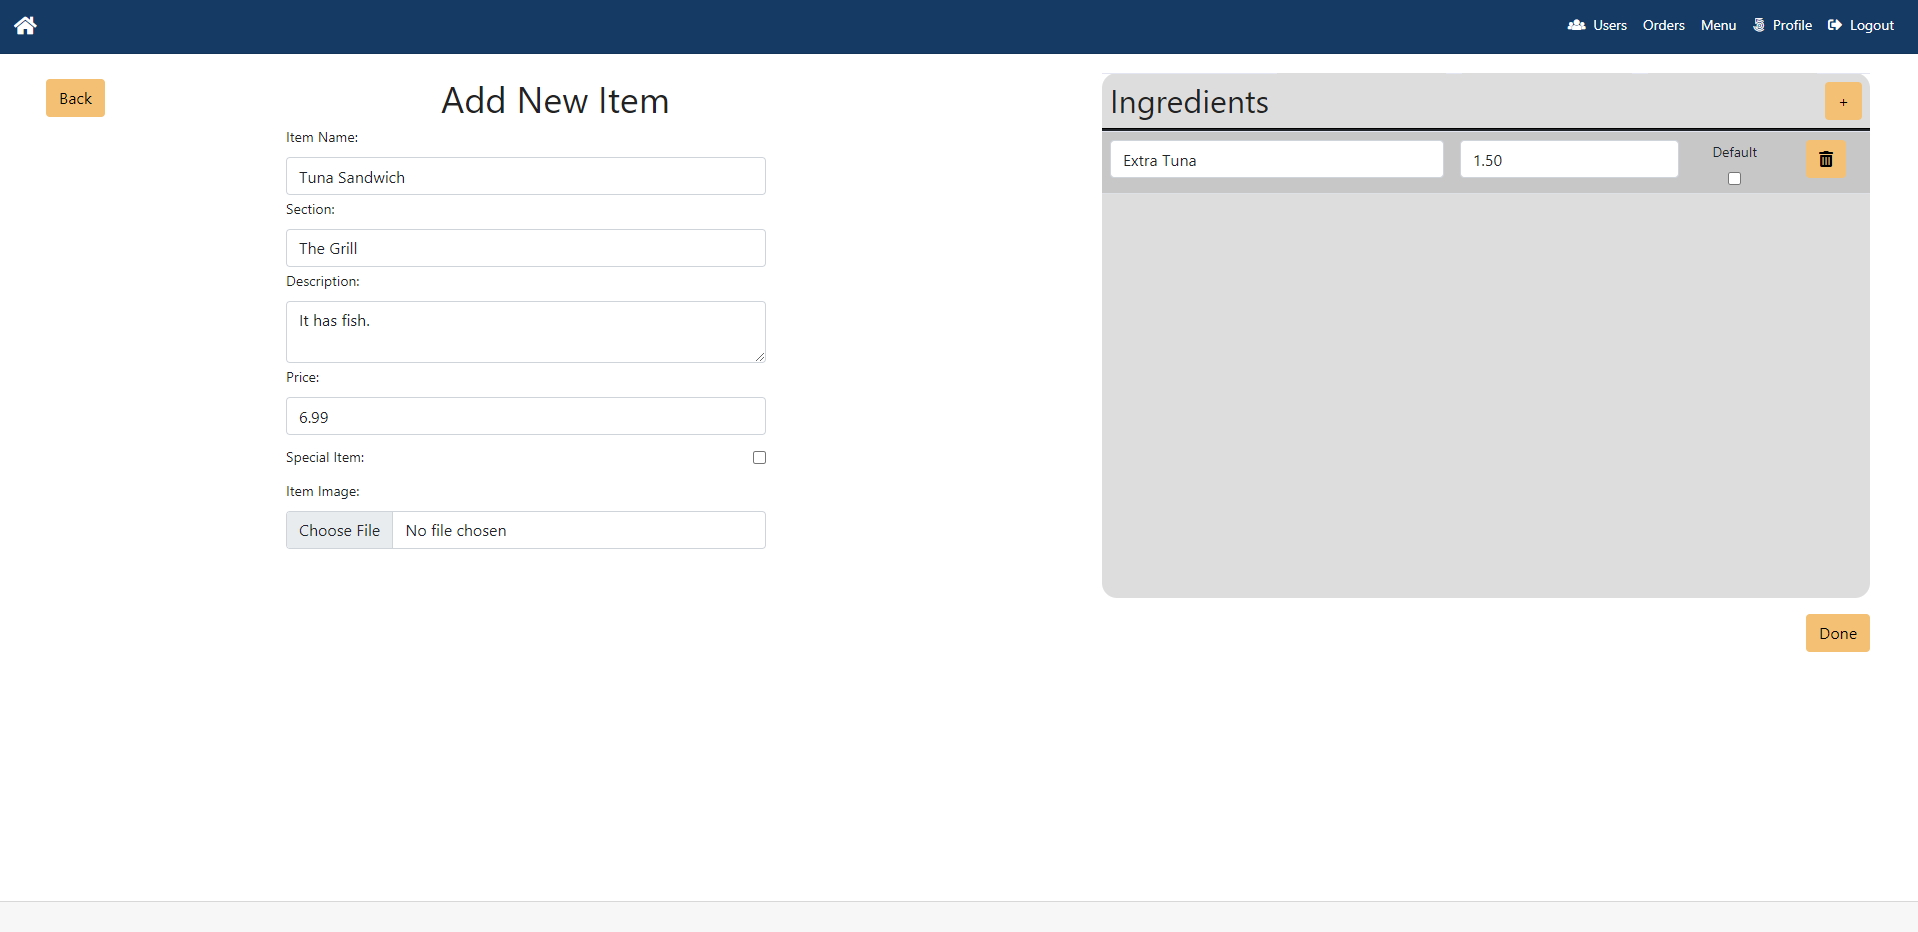 Users Orders Menu Profile Logout
Back
Add New Item
Item Name:
Tuna Sandwich
Section:
The Grill
Description:
It has fish.
Price:
6.99
Special Item:
Item Image:
Choose File No file chosen
Ingredients +
Extra Tuna 1.50 Default
Done